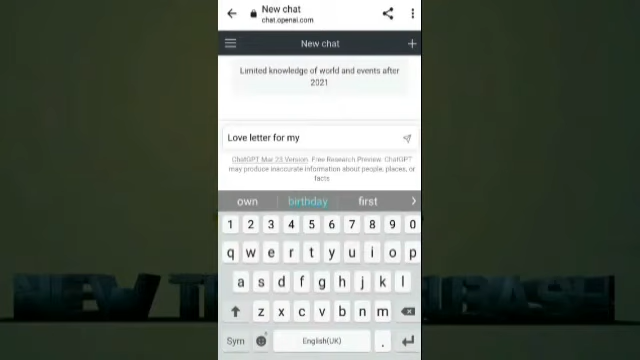 New chat
chat.openai.com
New chat
Limited knowledge of world and events after
2021
Love letter for my
ChatGPT Mar 23 Version. Free Research Preview. ChatGPT
may produce inaccurate information about people, places, or
facts
own birthday first
1 2 3 4 5 6 7 8 9 0
q w e r t y u i o p
a s d f g h j k l
z x c v b n m
Sym English(UK) .
NEW